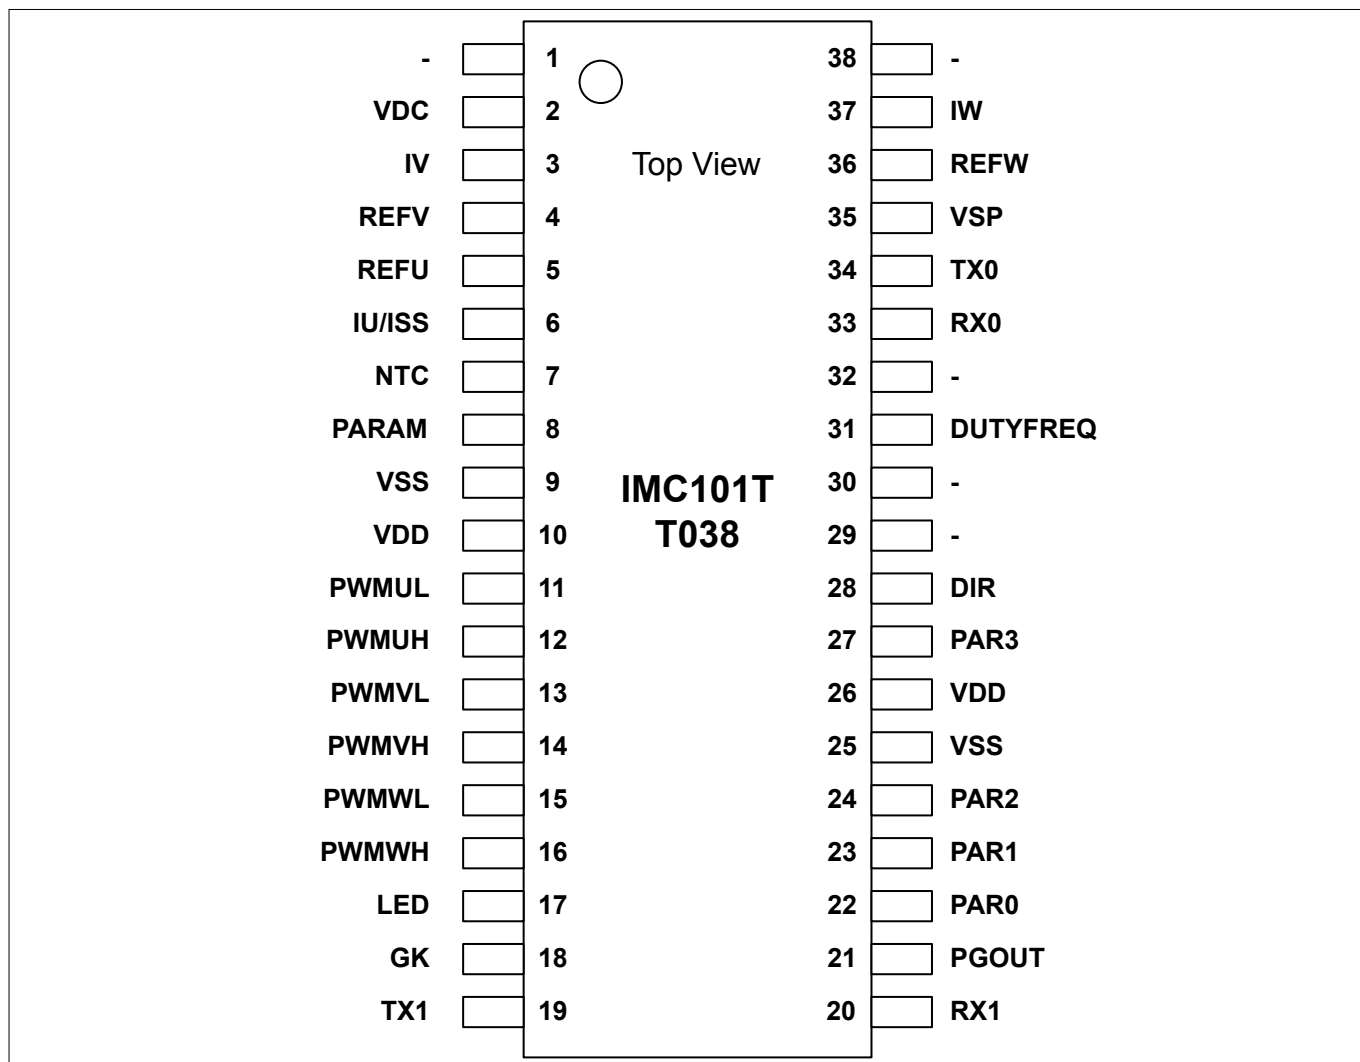 - 1 38 -
VDC 2 37 IW
IV 3 Top View 36 REFW
REFV 4 35 VSP
REFU 5 34 TX0
IU/ISS 6 33 RX0
NTC 7 32 -
PARAM 8 31 DUTYFREQ
VSS 9 IMC101T 30 -
VDD 10 T038 29 -
PWMUL 11 28 DIR
PWMUH 12 27 PAR3
PWMVL 13 26 VDD
PWMVH 14 25 VSS
PWMWL 15 24 PAR2
PWMWH 16 23 PAR1
LED 17 22 PAR0
GK 18 21 PGOUT
TX1 19 20 RX1